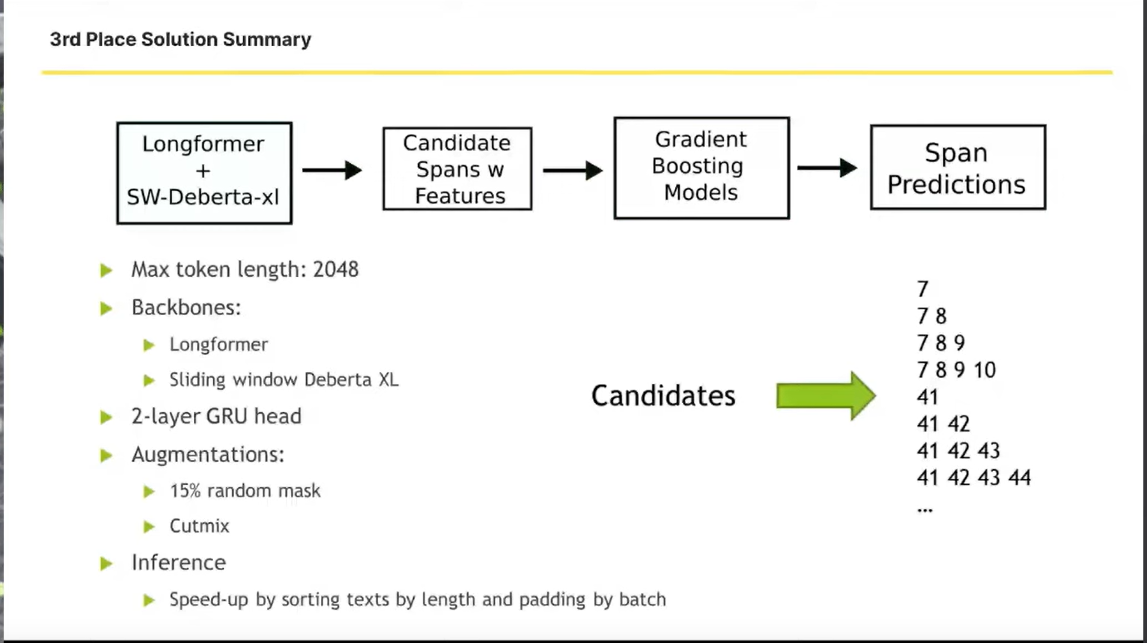 3rd Place Solution Summary
Longformer
+
SW-Deberta-xl
Candidate
Spans w
Features
Gradient
Boosting
Models
Span
Predictions
Max token length: 2048
Backbones:
Longformer
Sliding window Deberta XL
2-layer GRU head
Augmentations:
15% random mask
Cutmix
Inference
Speed-up by sorting texts by length and padding by batch
Candidates
7
7 8
7 8 9
7 8 9 10
41
41 42
41 42 43
41 42 43 44
...